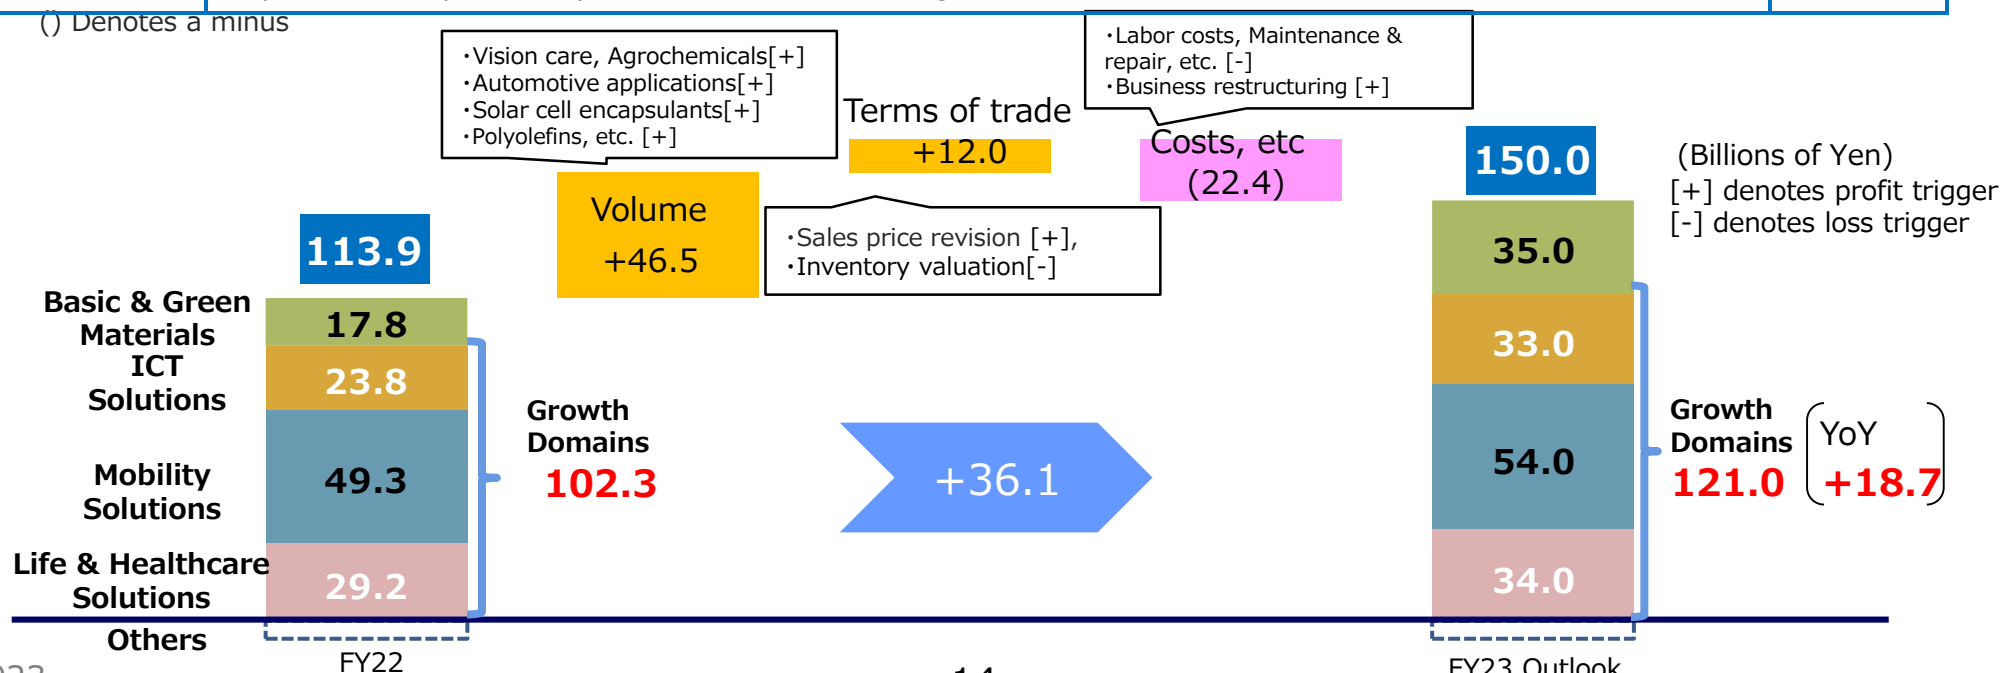 () Denotes a minus
・Vision care, Agrochemicals[+]
・Automotive applications[+]
・Solar cell encapsulants[+]
・Polyolefins, etc. [+]
Terms of trade
+12.0
・Labor costs, Maintenance &
repair, etc. [-]
・Business restructuring [+]
Costs, etc
(22.4)
150.0
(Billions of Yen)
[+] denotes profit trigger
[-] denotes loss trigger
Volume
+46.5
・Sales price revision [+],
・Inventory valuation[-]
113.9
35.0
Basic & Green
Materials
17.8
ICT
Solutions
23.8
33.0
Growth
Domains
102.3
+36.1
Growth
Domains
121.0
YoY
+18.7
Mobility
Solutions
49.3
54.0
Life & Healthcare
Solutions
29.2
34.0
Others
FY22
FY23 Outlook